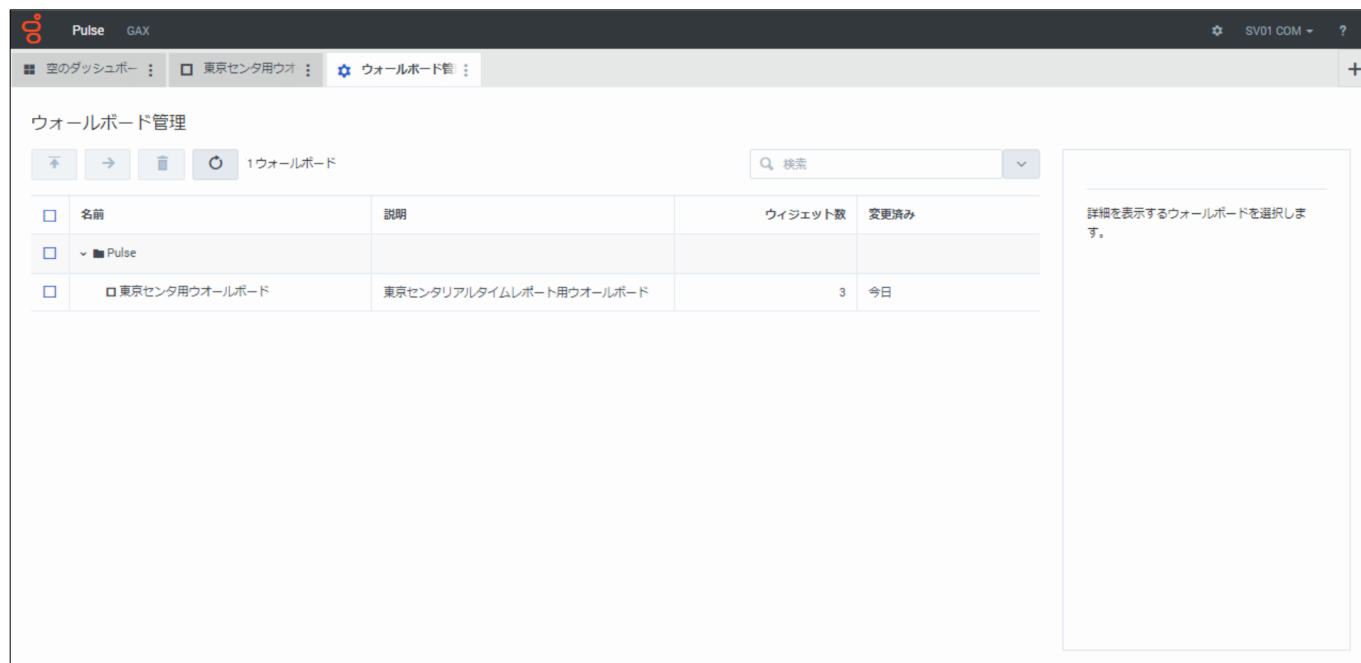 Pulse GAX SV01 COM ?
空のダッシュボー 東京センタ用ウオ ウォールボード管 +
ウォールボード管理
1 ウォールボード 検索
名前 説明 ウィジェット数 変更済み
Pulse
東京センタ用ウオールボード 東京センタリアルタイムレポート用ウオールボード 3 今日
詳細を表示するウォールボードを選択しま
す。